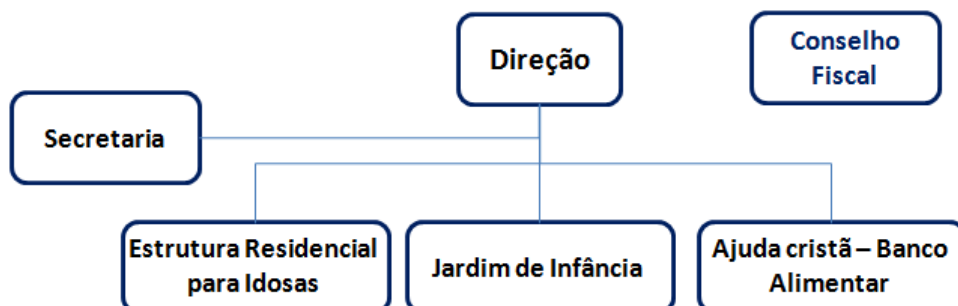 Direção
Conselho
Fiscal
Secretaria
Estrutura Residencial
para Idosas
Jardim de Infância
Ajuda cristã – Banco
Alimentar